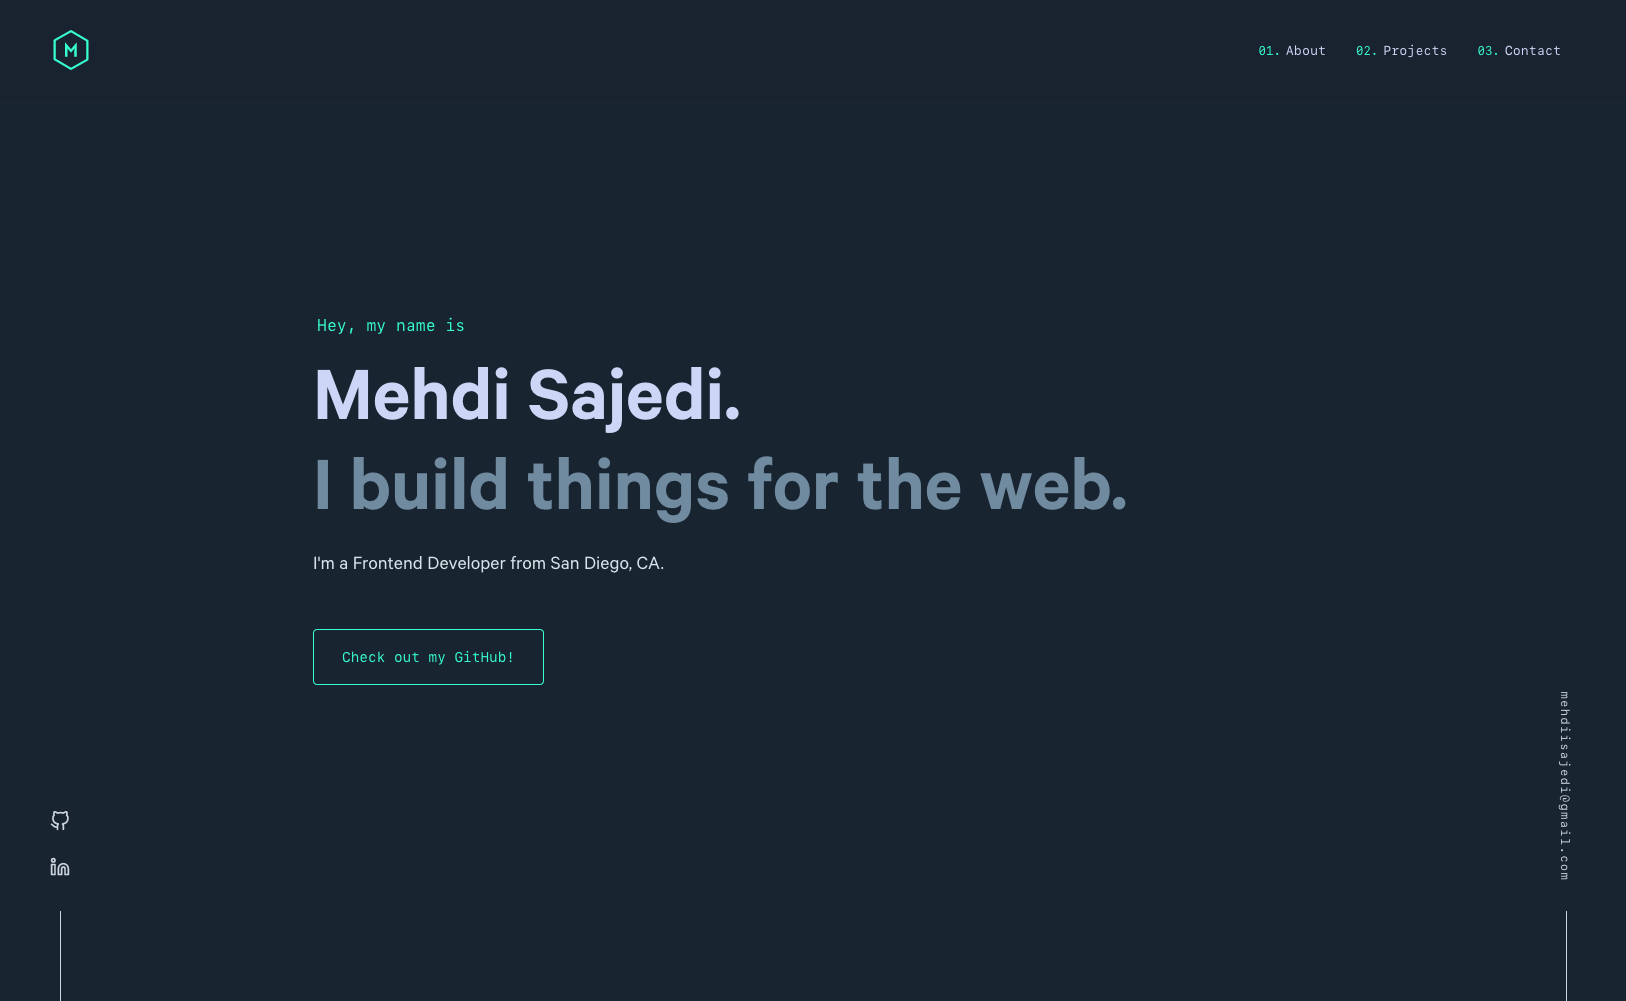 M
01. About
02. Projects
03. Contact
Hey, my name is
Mehdi Sajedi.
I build things for the web.
I'm a Frontend Developer from San Diego, CA.
Check out my GitHub!
mehdiisajedi@gmail.com
in